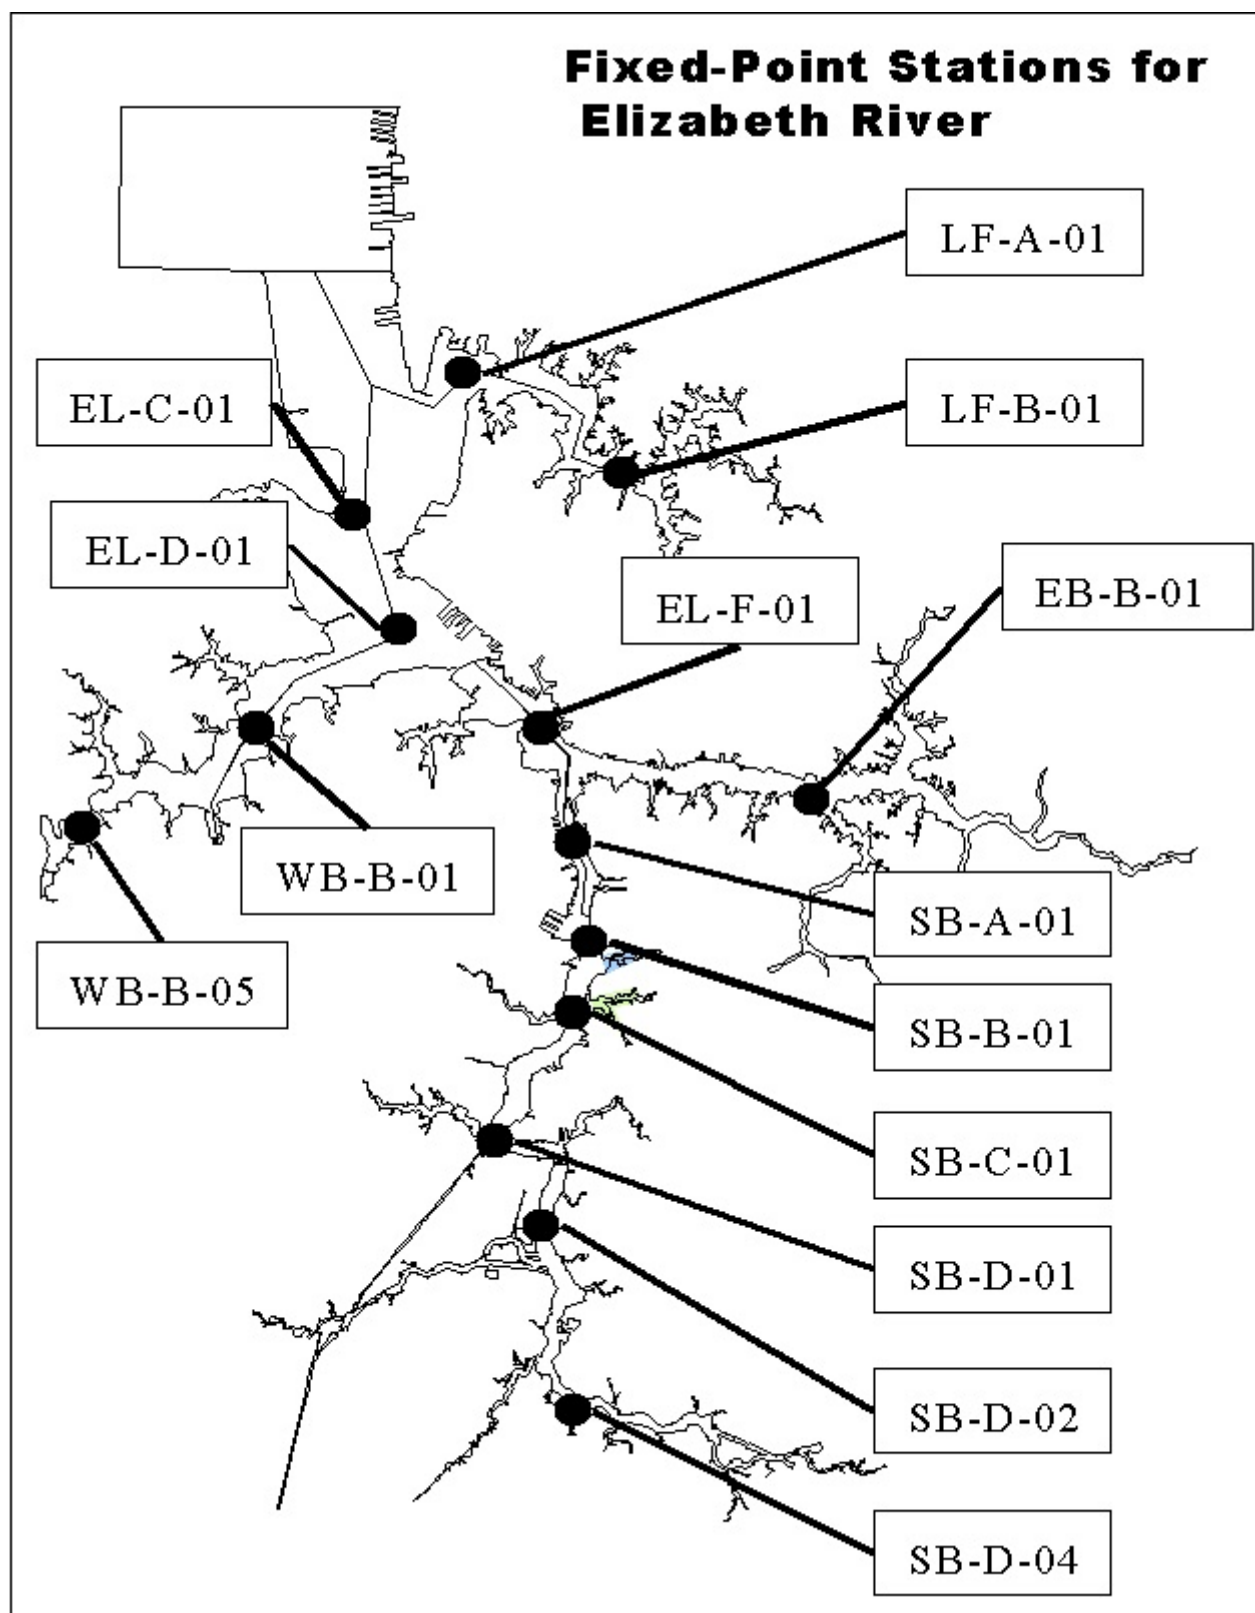 Fixed-Point Stations for
Elizabeth River
LF-A-01
EL-C-01
LF-B-01
EL-D-01
EL-F-01
EB-B-01
WB-B-01
SB-A-01
WB-B-05
SB-B-01
SB-C-01
SB-D-01
SB-D-02
SB-D-04